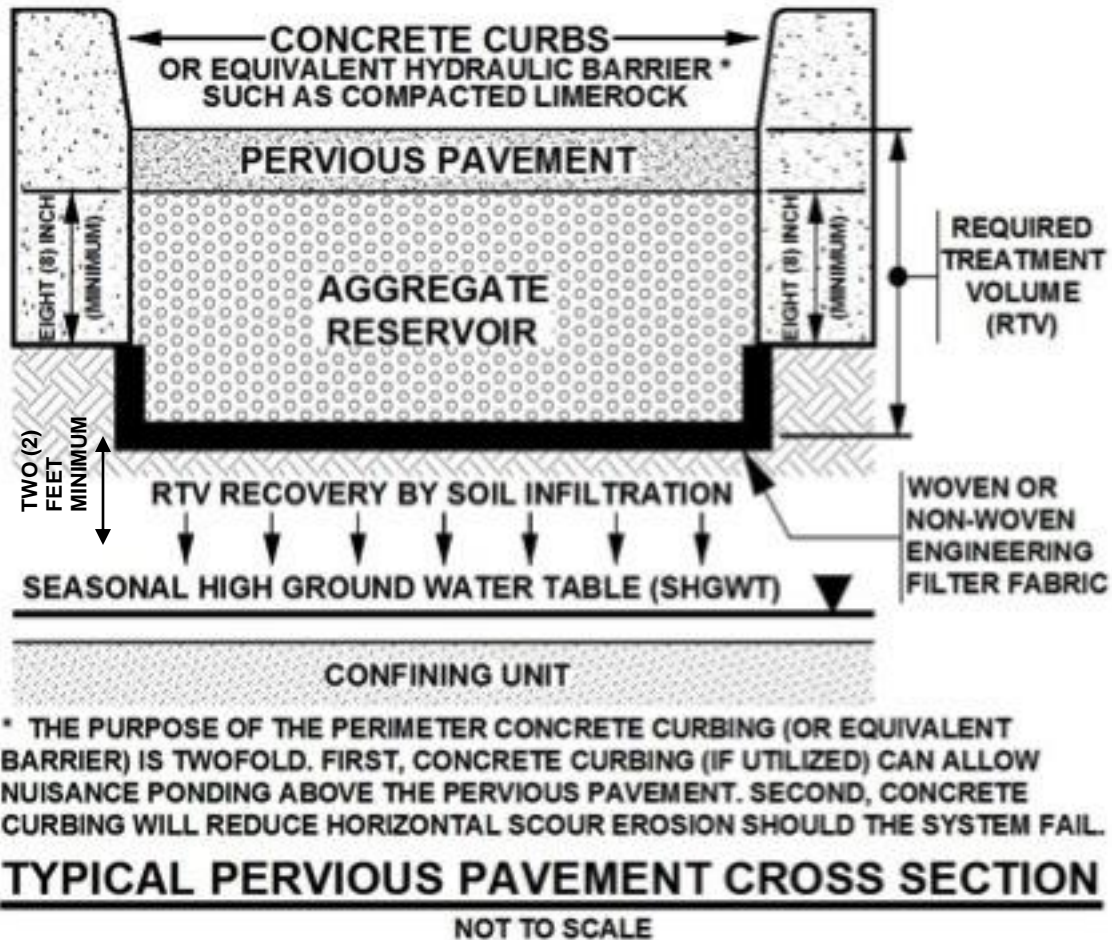 CONCRETE CURBS
OR EQUIVALENT HYDRAULIC BARRIER *
SUCH AS COMPACTED LIMEROCK
PERVIOUS PAVEMENT
EIGHT (8) INCH
(MINIMUM)
AGGREGATE
RESERVOIR
EIGHT (8) INCH
(MINIMUM)
REQUIRED
TREATMENT
VOLUME
(RTV)
TWO (2)
FEET
MINIMUM
RTV RECOVERY BY SOIL INFILTRATION
WOVEN OR
NON-WOVEN
ENGINEERING
FILTER FABRIC
SEASONAL HIGH GROUND WATER TABLE (SHGWT)
CONFINING UNIT
* THE PURPOSE OF THE PERIMETER CONCRETE CURBING (OR EQUIVALENT
BARRIER) IS TWOFOLD. FIRST, CONCRETE CURBING (IF UTILIZED) CAN ALLOW
NUISANCE PONDING ABOVE THE PERVIOUS PAVEMENT. SECOND, CONCRETE
CURBING WILL REDUCE HORIZONTAL SCOUR EROSION SHOULD THE SYSTEM FAIL.
TYPICAL PERVIOUS PAVEMENT CROSS SECTION
NOT TO SCALE